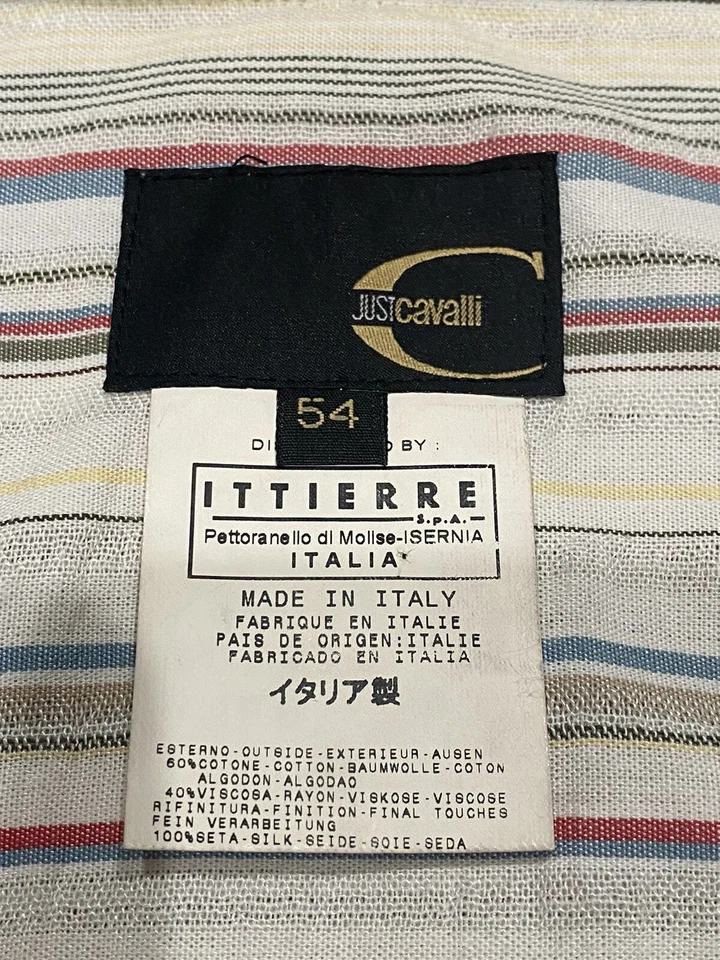 JUSTcavalli
54
BY :
ITTIERRE
S.p.A.
Pettoranello di Molise-ISERNIA
ITALIA
MADE IN ITALY
FABRIQUE EN ITALIE
PAIS DE ORIGEN:ITALIE
FABRICADO EN ITALIA
イタリア製
ESTERNO-OUTSIDE-EXTERIEUR-AUSEN
60%COTONE-COTTON-BAUMWOLLE-COTON
ALGODON-ALGODAO
40%VISCOSA-RAYON-VISKOSE-VISCOSE
RIFINITURA-FINITION-FINAL TOUCHES
FEIN VERARBEITUNG
100%SETA-SILK-SEIDE-SOIE-SEDA